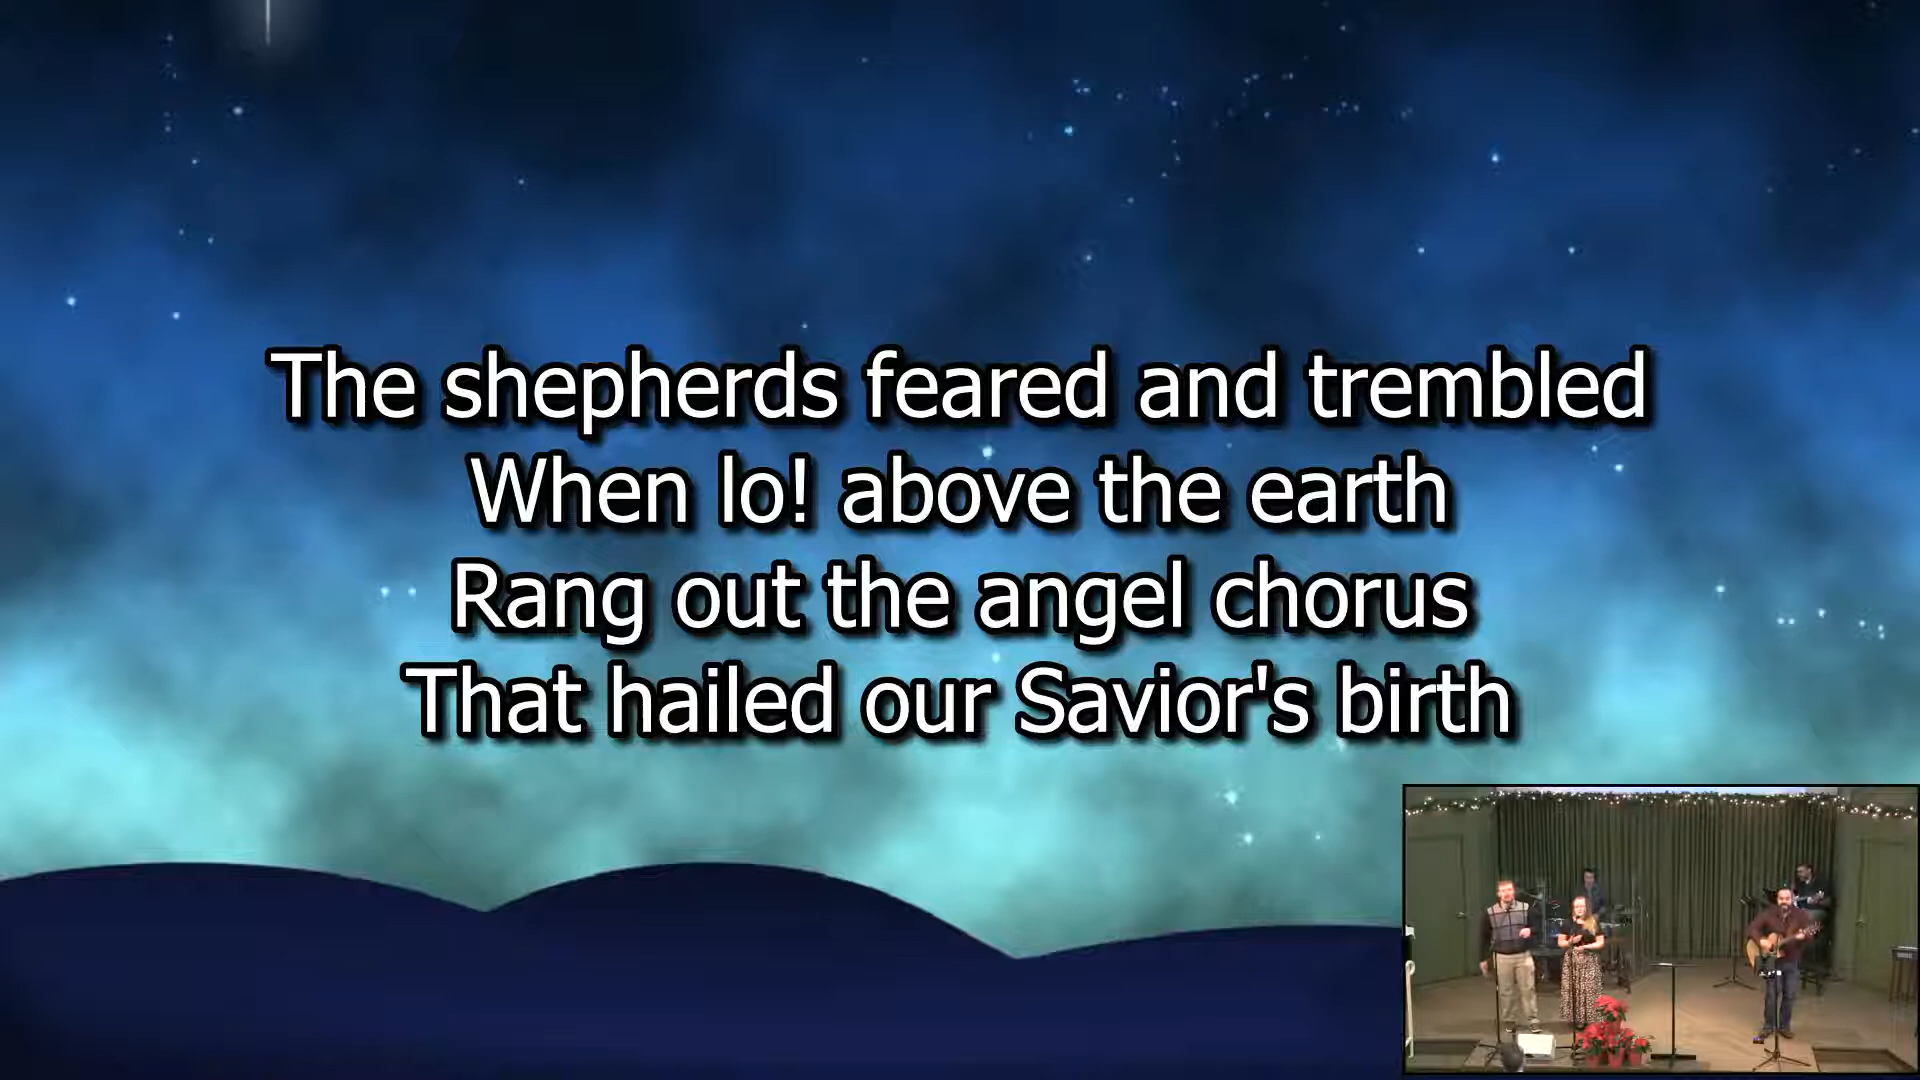 The shepherds feared and trembled
When lo! above the earth
Rang out the angel chorus
That hailed our Savior's birth